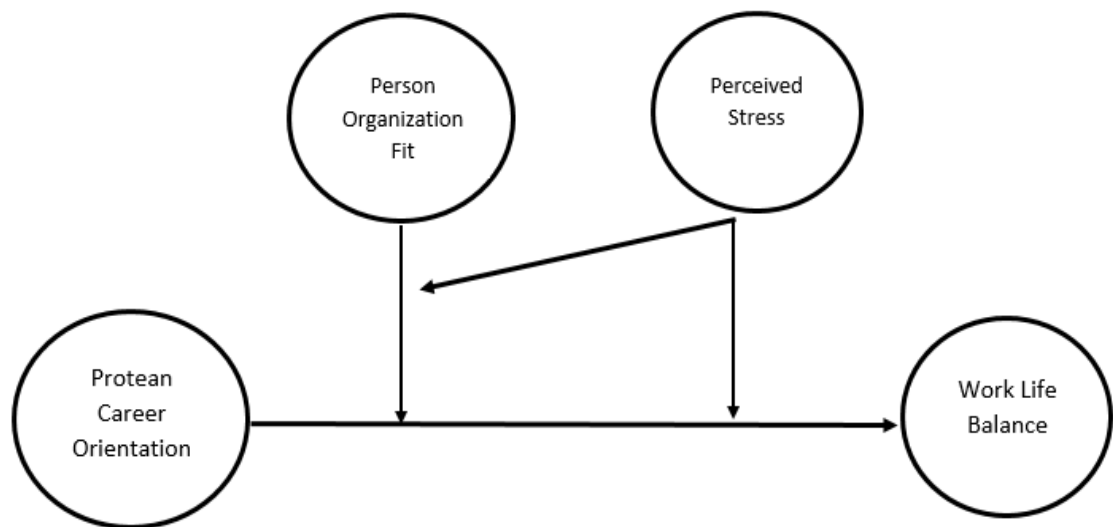 Person
Organization
Fit
Perceived
Stress
Protean
Career
Orientation
Work Life
Balance